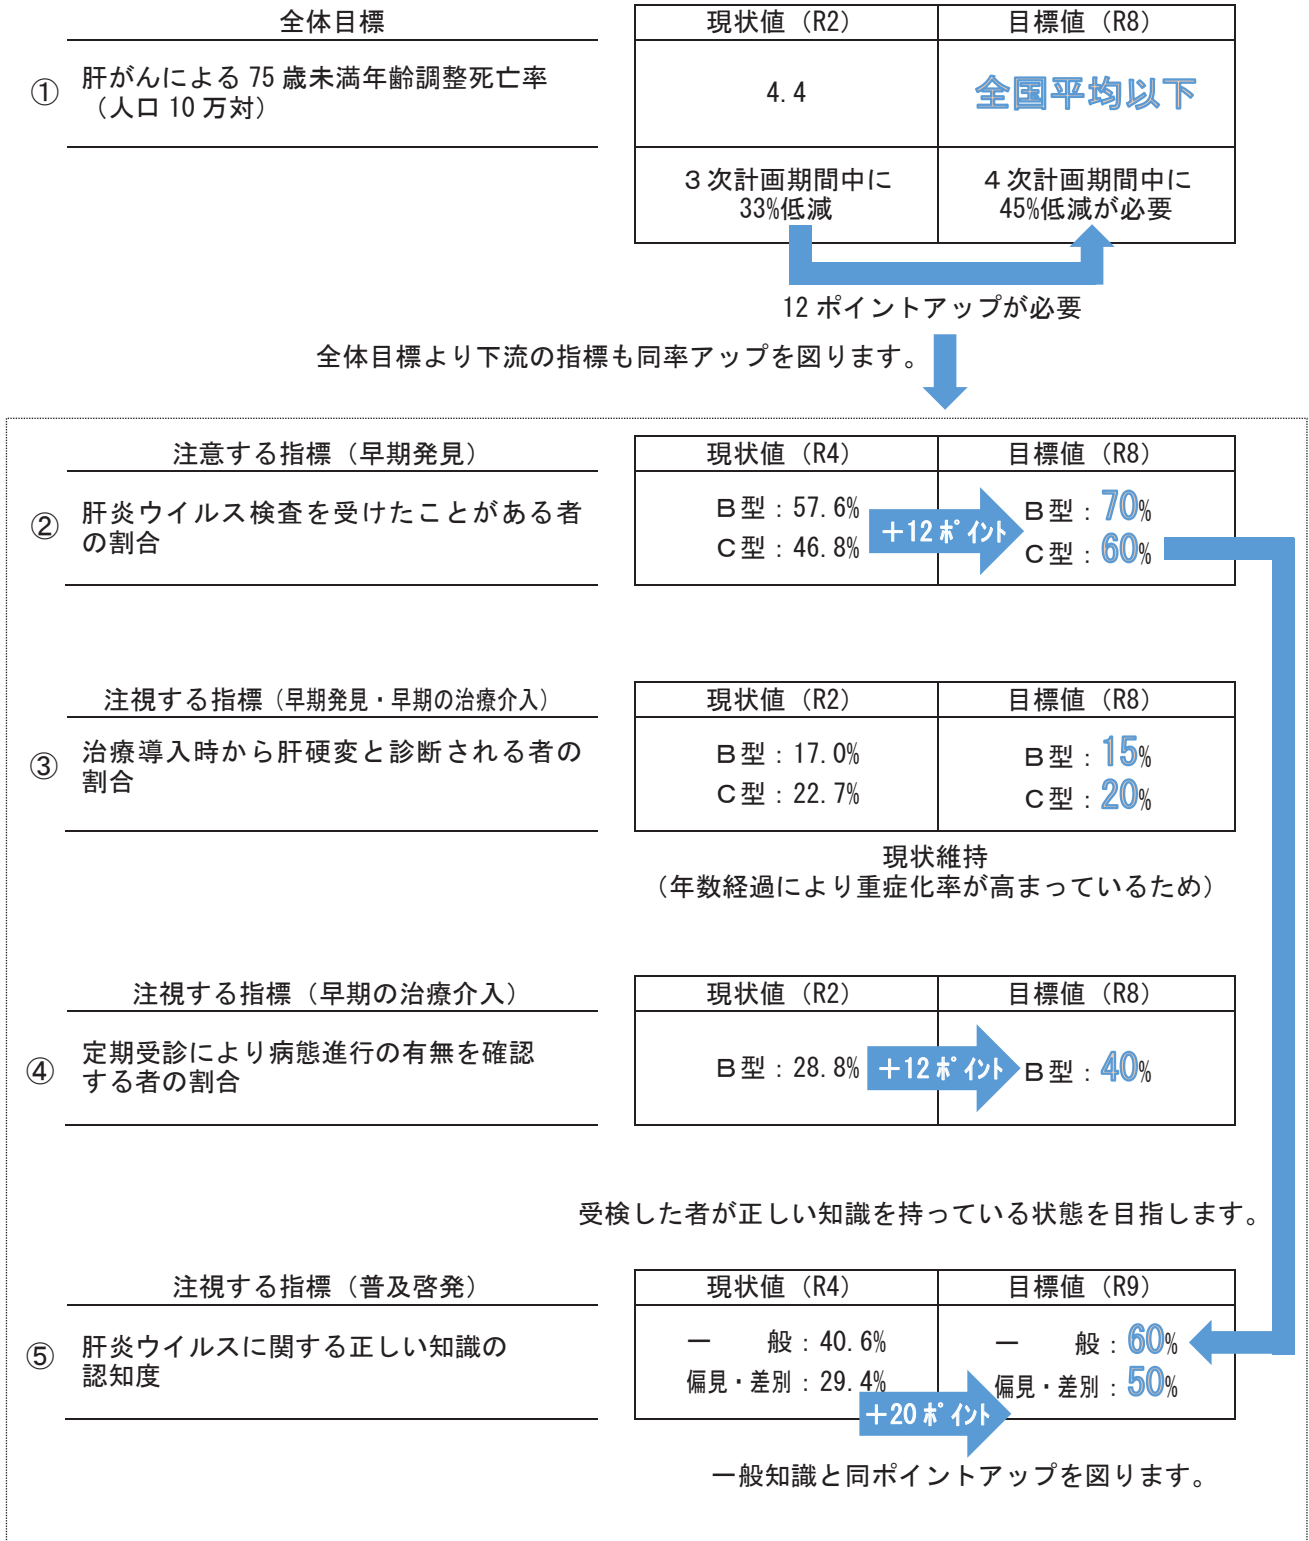 全体目標
現状値（R2）
目標値（R8）
①
肝がんによる 75 歳未満年齢調整死亡率
（人口 10 万対）
4.4
全国平均以下
３次計画期間中に
33%低減
４次計画期間中に
45%低減が必要
12 ポイントアップが必要
全体目標より下流の指標も同率アップを図ります。
注意する指標（早期発見）
現状値（R4）
目標値（R8）
②
肝炎ウイルス検査を受けたことがある者
の割合
Ｂ型：57.6%
Ｃ型：46.8%
＋12 ﾎﾟｲﾝﾄ
Ｂ型：70%
Ｃ型：60%
注視する指標（早期発見・早期の治療介入）
現状値（R2）
目標値（R8）
③
治療導入時から肝硬変と診断される者の
割合
Ｂ型：17.0%
Ｃ型：22.7%
Ｂ型：15%
Ｃ型：20%
現状維持
（年数経過により重症化率が高まっているため）
注視する指標（早期の治療介入）
現状値（R2）
目標値（R8）
④
定期受診により病態進行の有無を確認
する者の割合
Ｂ型：28.8%
＋12 ﾎﾟｲﾝﾄ
Ｂ型：40%
受検した者が正しい知識を持っている状態を目指します。
注視する指標（普及啓発）
現状値（R4）
目標値（R9）
⑤
肝炎ウイルスに関する正しい知識の
認知度
一　　般：40.6%
偏見・差別：29.4%
＋20 ﾎﾟｲﾝﾄ
一　　般：60%
偏見・差別：50%
一般知識と同ポイントアップを図ります。